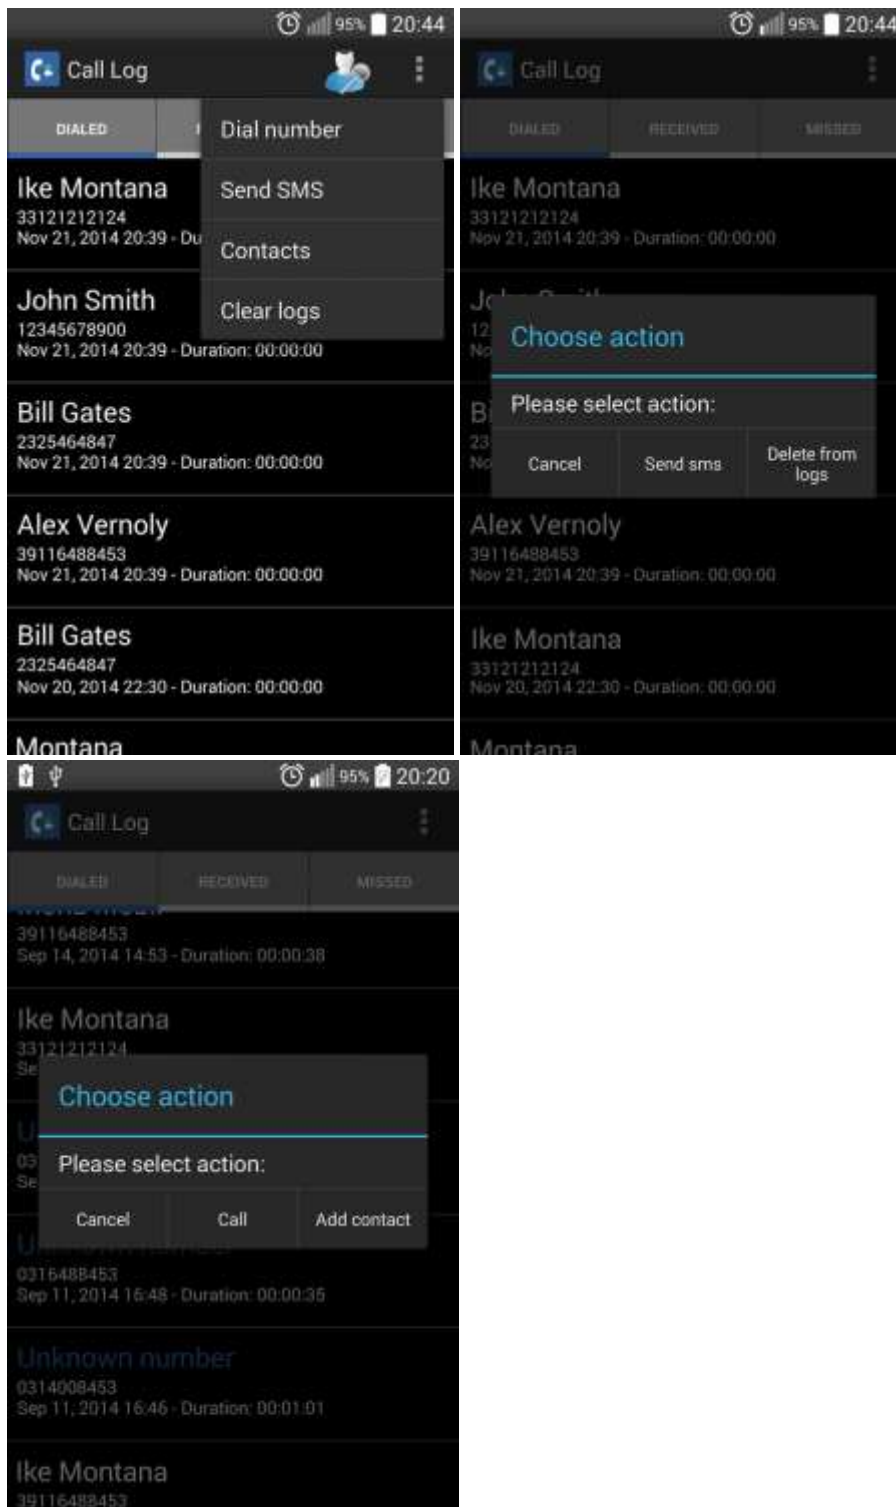 95% 20:44
Call Log
DIALED
Dial number
Send SMS
Contacts
Clear logs
Ike Montana
33121212124
Nov 21, 2014 20:39 - Du
John Smith
12345678900
Nov 21, 2014 20:39 - Duration: 00:00:00
Bill Gates
2325464847
Nov 21, 2014 20:39 - Duration: 00:00:00
Alex Vernoly
39116488453
Nov 21, 2014 20:39 - Duration: 00:00:00
Bill Gates
2325464847
Nov 20, 2014 22:30 - Duration: 00:00:00
Montana
95% 20:44
Call Log
DIALED RECEIVED MISSED
Ike Montana
33121212124
Nov 21, 2014 20:39 - Duration: 00:00:00
Choose action
Please select action:
Cancel Send sms Delete from logs
Alex Vernoly
39116488453
Nov 21, 2014 20:39 - Duration: 00:00:00
Ike Montana
33121212124
Nov 20, 2014 22:30 - Duration: 00:00:00
Montana
95% 20:20
Call Log
DIALED RECEIVED MISSED
39116488453
Sep 14, 2014 14:53 - Duration: 00:00:38
Ike Montana
33121212124
Se
Choose action
Please select action:
Cancel Call Add contact
0316488453
Sep 11, 2014 16:48 - Duration: 00:00:35
Unknown number
0314008453
Sep 11, 2014 16:46 - Duration: 00:01:01
Ike Montana
39116488453